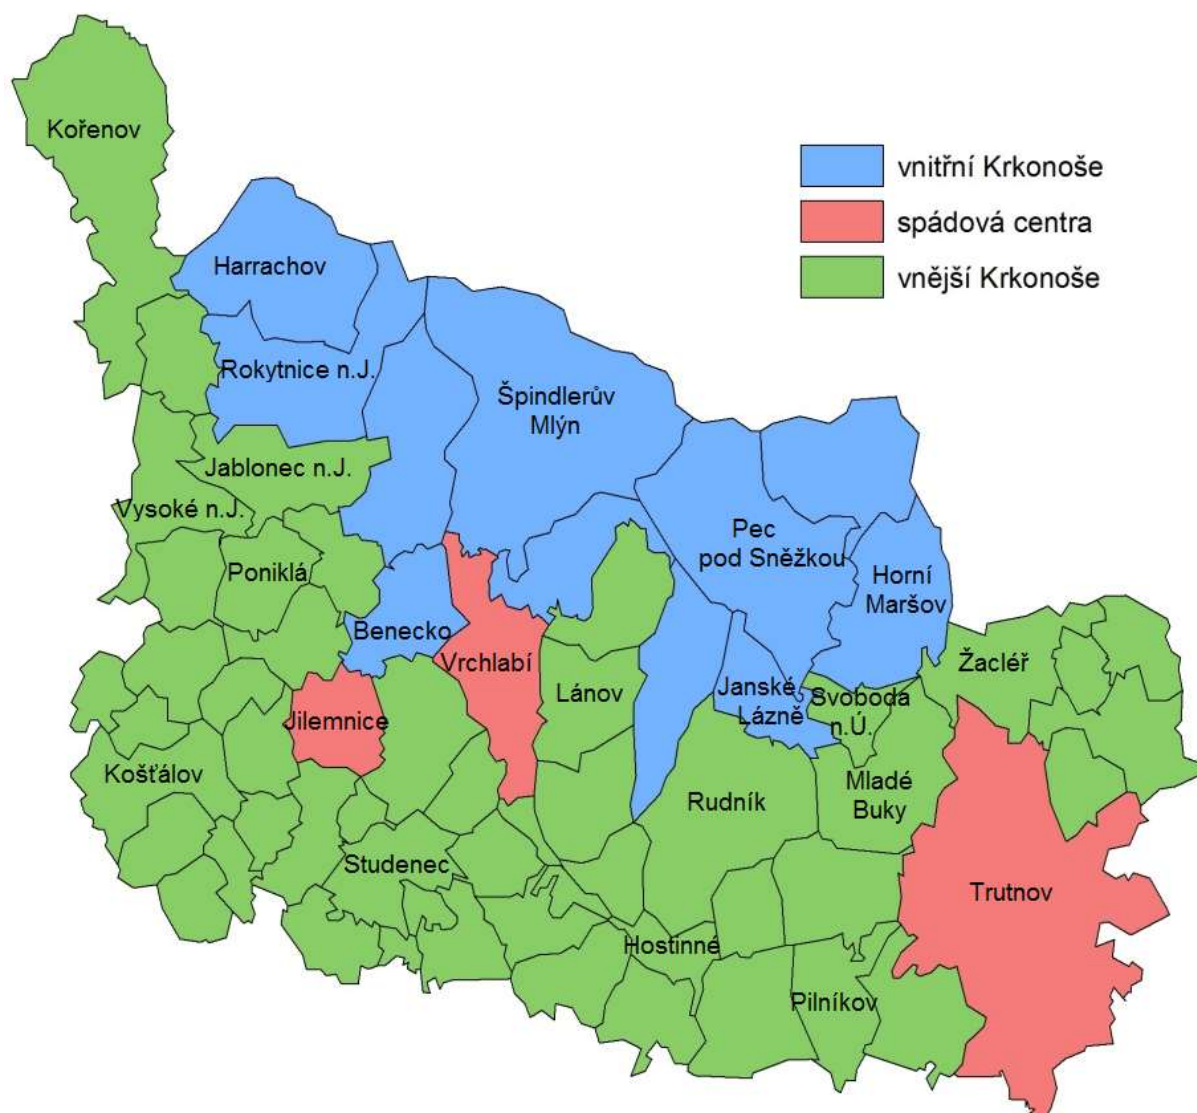 Kořenov
vnitřní Krkonoše
spádová centra
vnější Krkonoše
Harrachov
Rokytnice n.J.
Špindlerův
Mlýn
Jablonec n.J.
Vysoké n.J.
Poniklá
Pec
pod Sněžkou
Horní
Maršov
Benecko
Vrchlabí
Lánov
Janské
Lázně
Svoboda
n.Ú.
Žacléř
Jilemnice
Košťálov
Rudník
Mladé
Buky
Studenec
Trutnov
Hostinné
Pilníkov